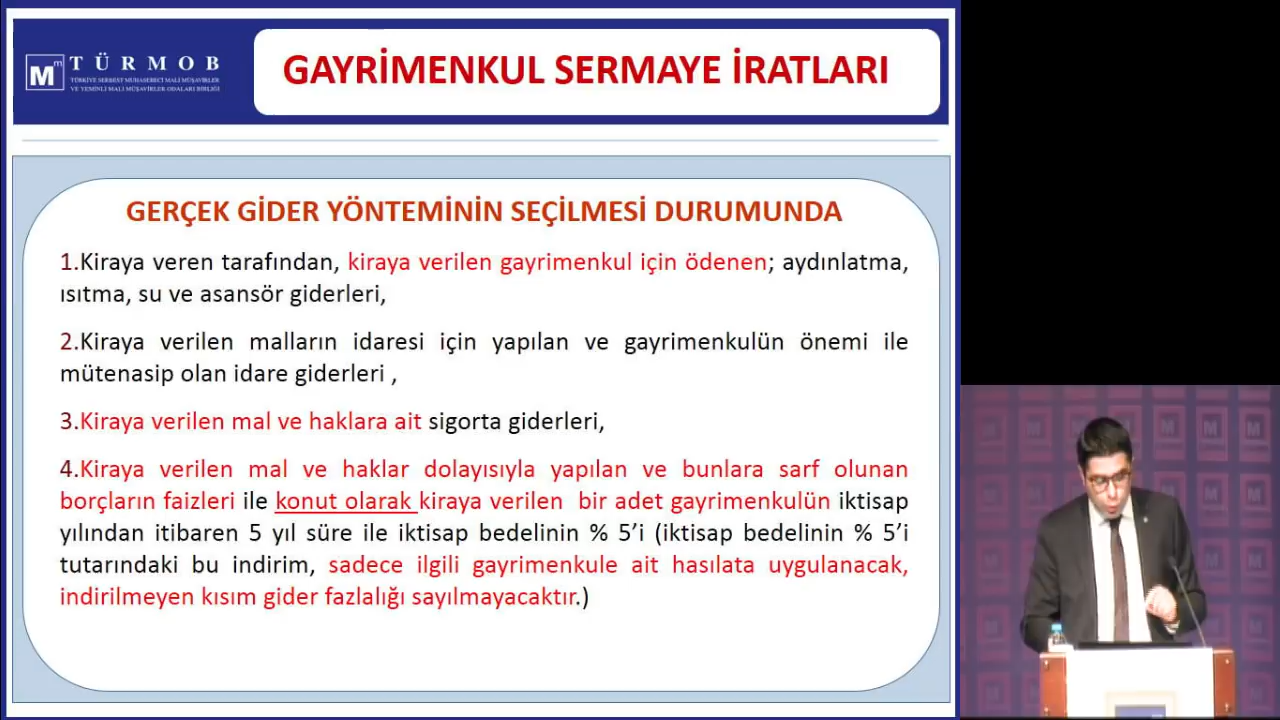 TÜRMOB
TÜRKİYE SERBEST MUHASEBECİ MALİ MÜŞAVİRLER
VE YEMİNLİ MALİ MÜŞAVİRLER ODALARI BİRLİĞİ
GAYRİMENKUL SERMAYE İRATLARI
GERÇEK GİDER YÖNTEMİNİN SEÇİLMESİ DURUMUNDA
1.Kiraya veren tarafından, kiraya verilen gayrimenkul için ödenen; aydınlatma,
ısıtma, su ve asansör giderleri,
2.Kiraya verilen malların idaresi için yapılan ve gayrimenkulün önemi ile
mütenasip olan idare giderleri ,
3.Kiraya verilen mal ve haklara ait sigorta giderleri,
4.Kiraya verilen mal ve haklar dolayısıyla yapılan ve bunlara sarf olunan
borçların faizleri ile konut olarak kiraya verilen bir adet gayrimenkulün iktisap
yılından itibaren 5 yıl süre ile iktisap bedelinin % 5’i (iktisap bedelinin % 5’i
tutarındaki bu indirim, sadece ilgili gayrimenkule ait hasılata uygulanacak,
indirilmeyen kısım gider fazlalığı sayılmayacaktır.)